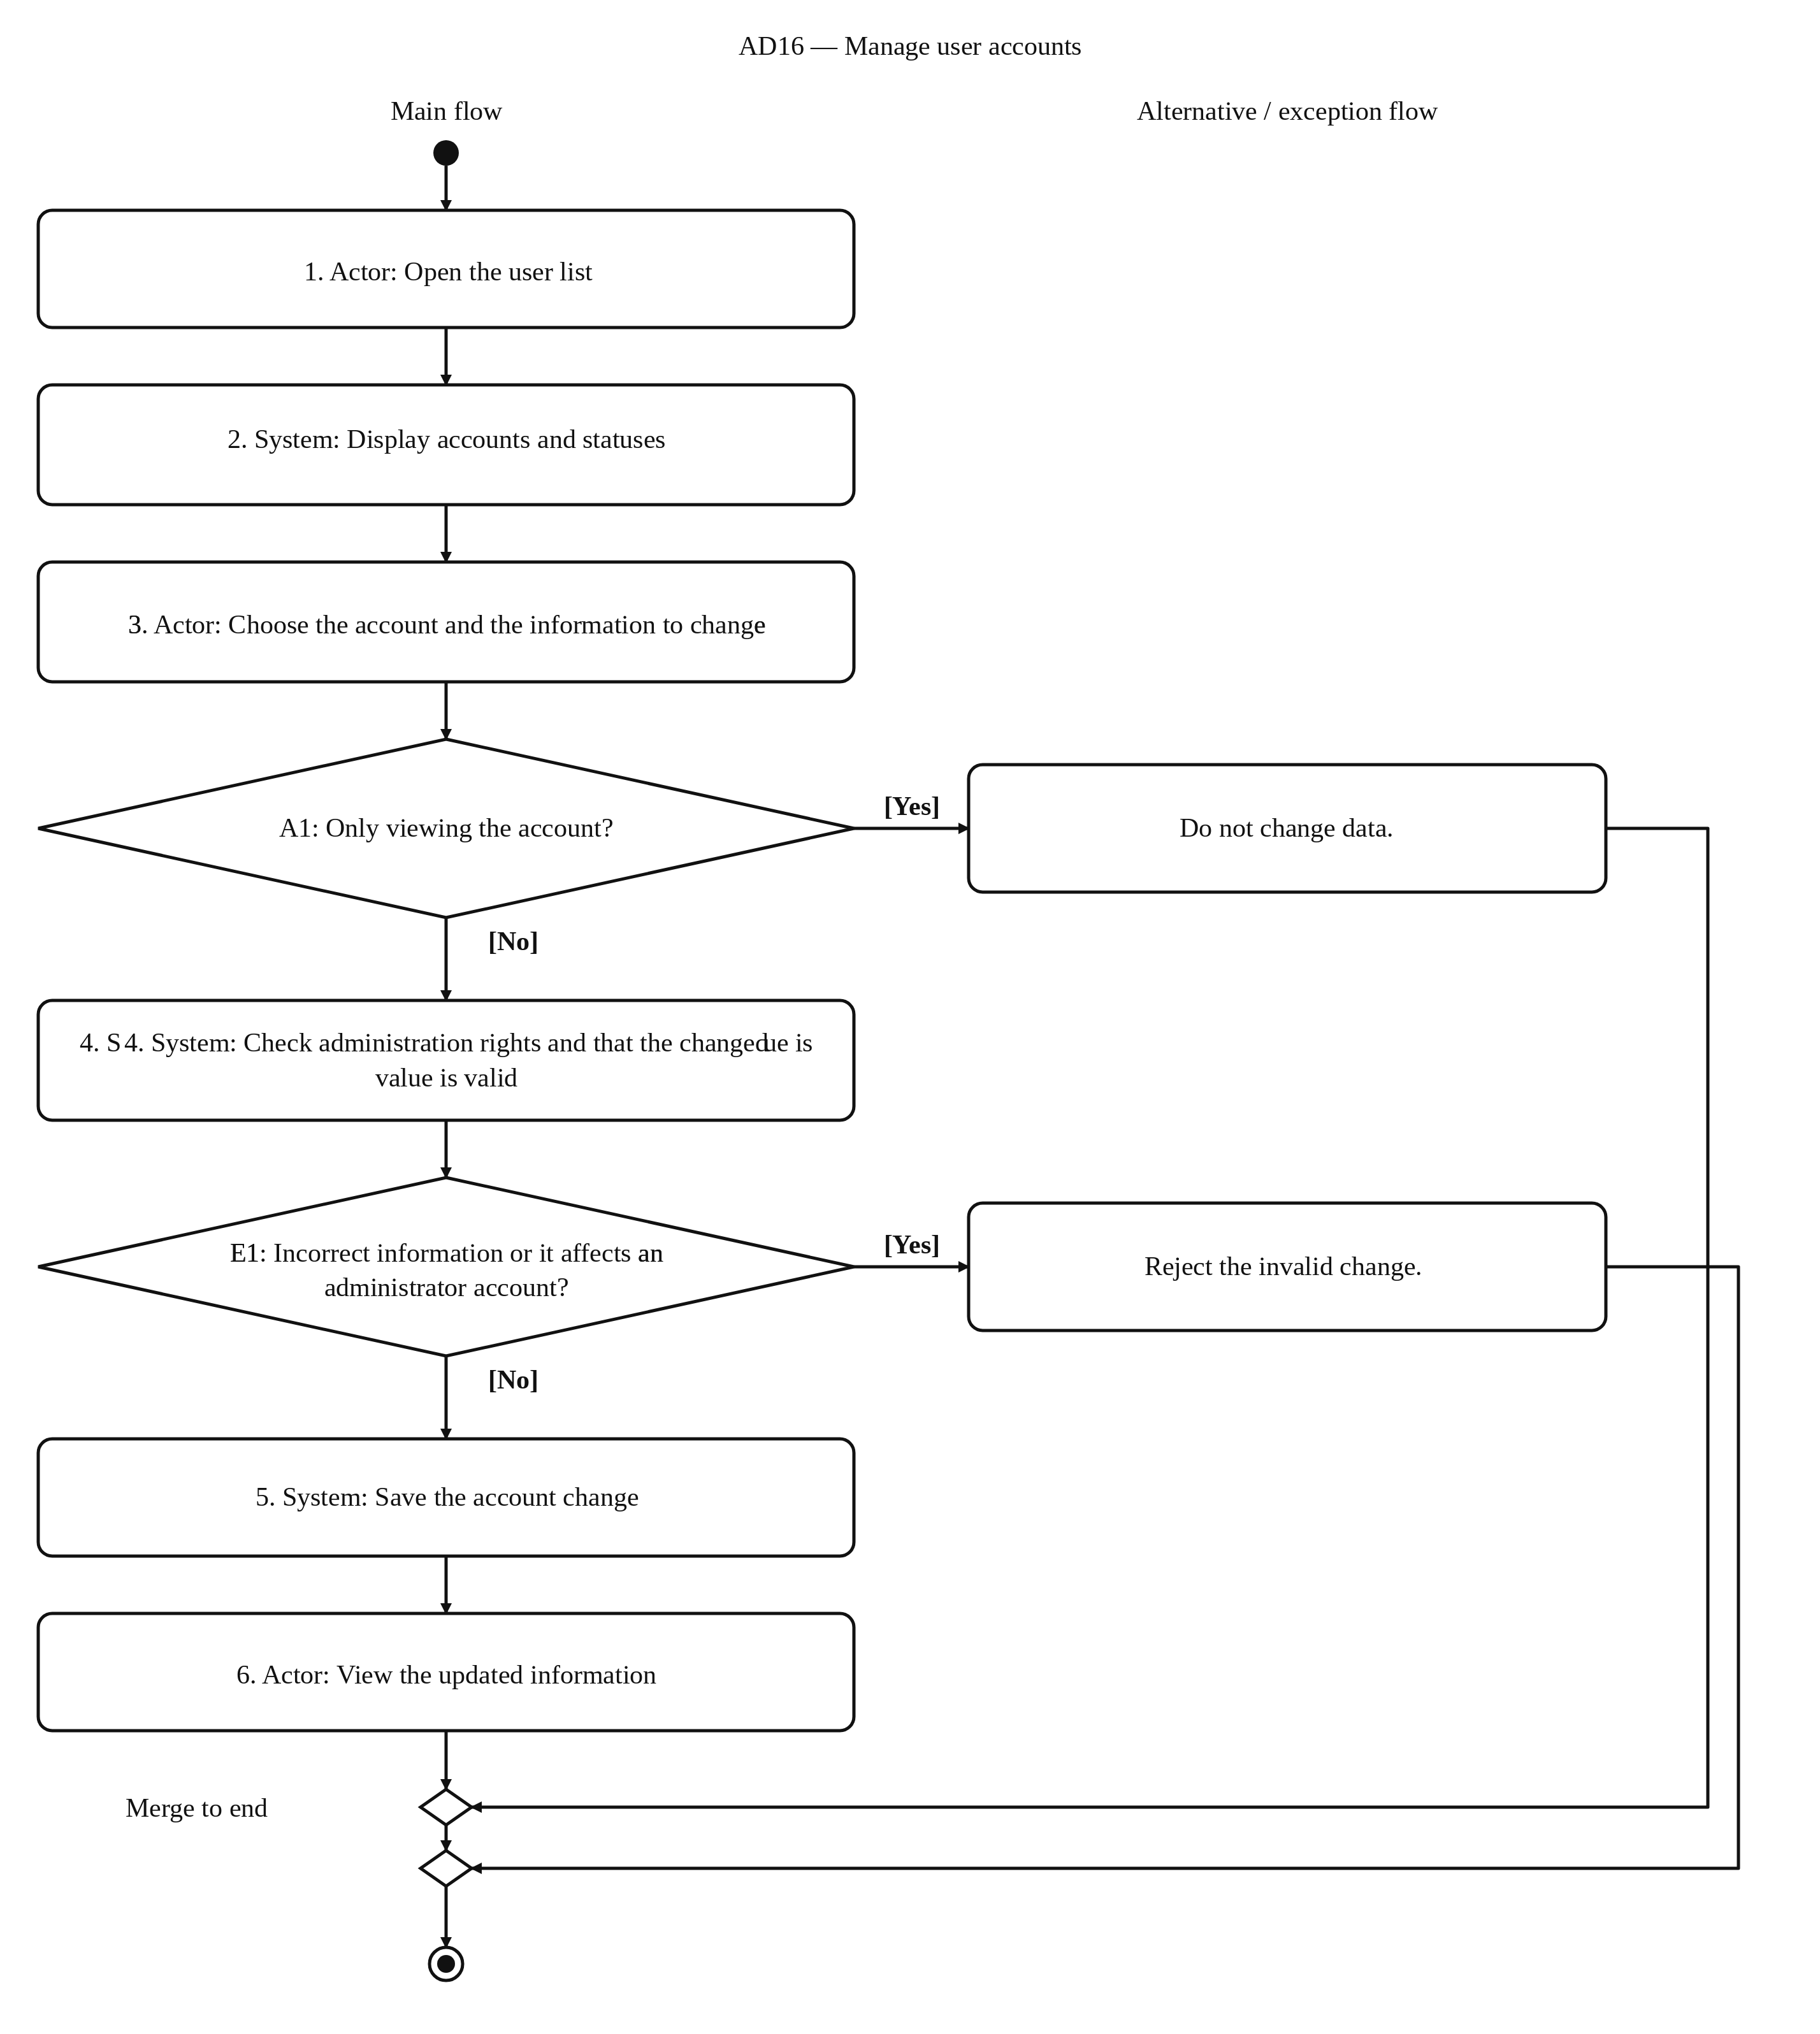 AD16 — Manage user accounts
Main flow
Alternative / exception flow
1. Actor: Open the user list
2. System: Display accounts and statuses
3. Actor: Choose the account and the information to change
A1: Only viewing the account?
[Yes]
Do not change data.
[No]
4. S4. System: Check administration rights and that the changedue is
value is valid
E1: Incorrect information or it affects an
administrator account?
[Yes]
Reject the invalid change.
[No]
5. System: Save the account change
6. Actor: View the updated information
Merge to end